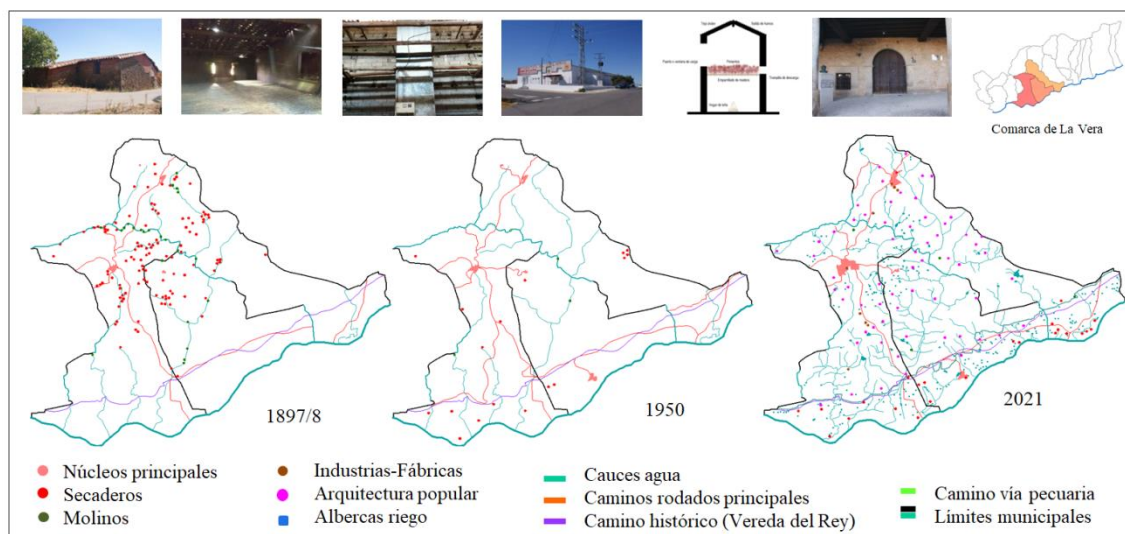 Comarca de La Vera
1897/8
1950
2021
Núcleos principales
Secaderos
Molinos
Industrias-Fábricas
Arquitectura popular
Albercas riego
Cauces agua
Caminos rodados principales
Camino histórico (Vereda del Rey)
Camino vía pecuaria
Límites municipales